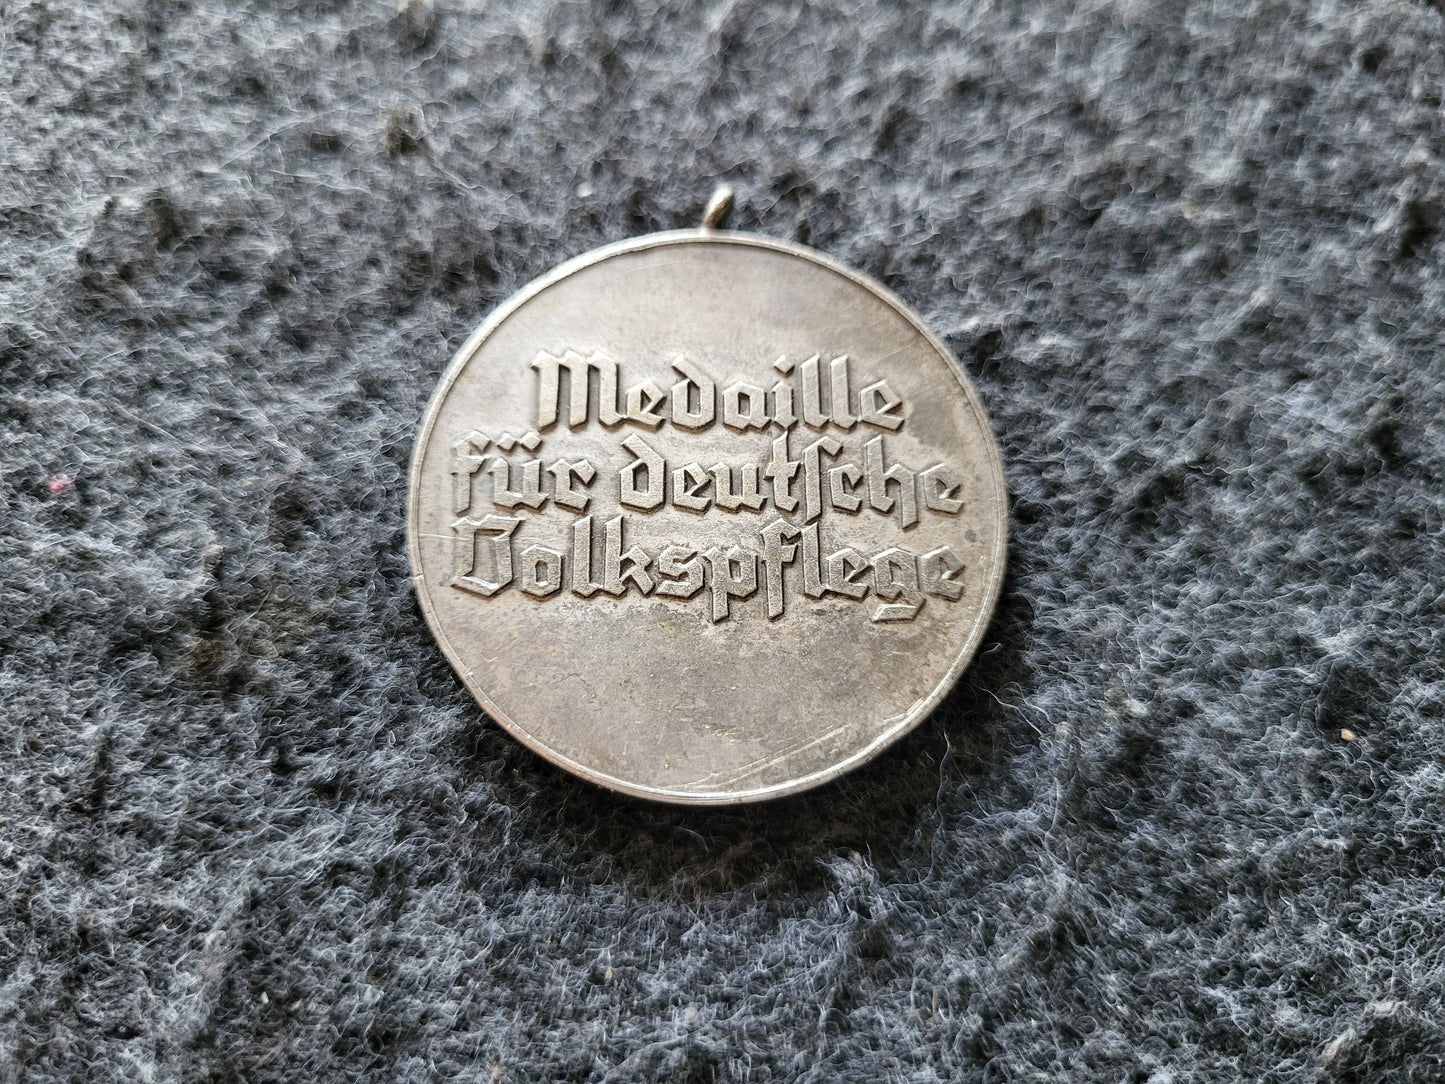 Medaille
für deutſche
Volkspflege